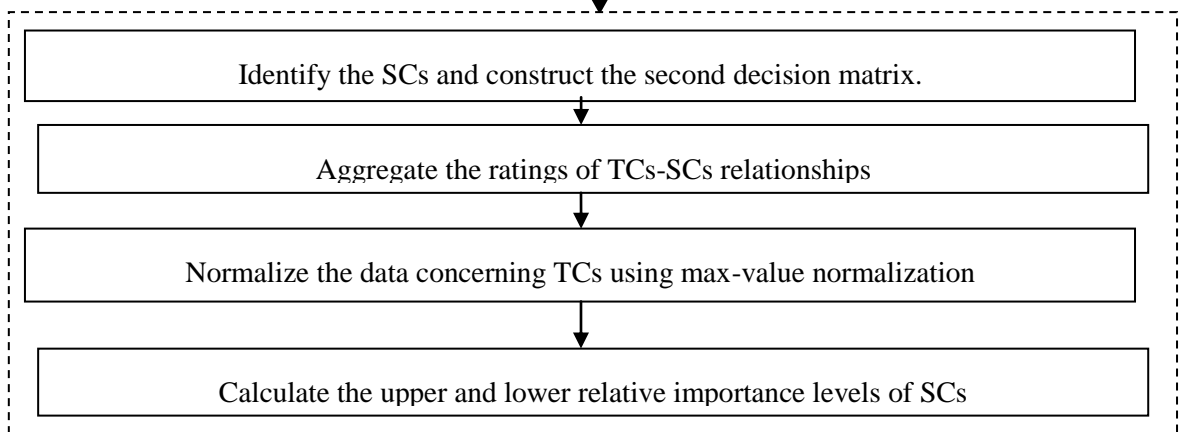 Identify the SCs and construct the second decision matrix.
Aggregate the ratings of TCs-SCs relationships
Normalize the data concerning TCs using max-value normalization
Calculate the upper and lower relative importance levels of SCs